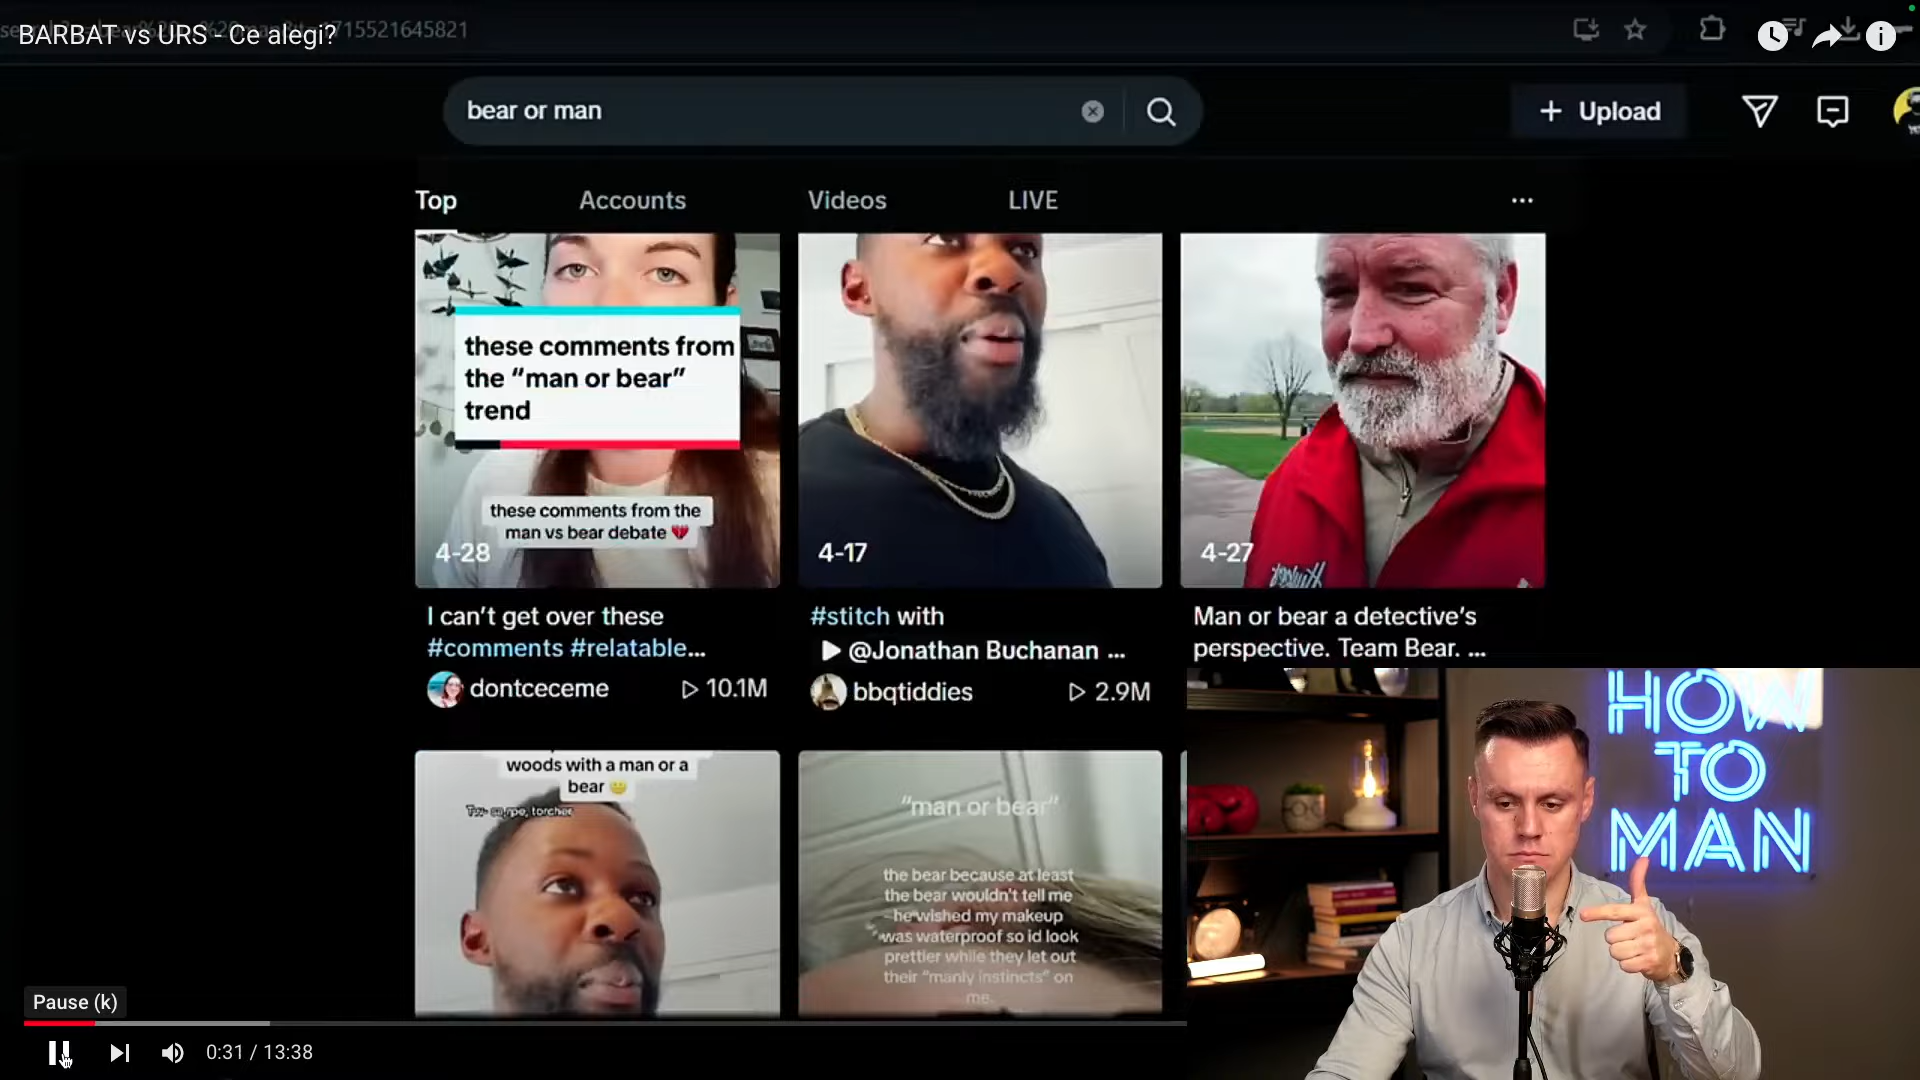 BARBAT vs URS - Ce alegi?
1715521645821
bear or man
+ Upload
Top
Accounts
Videos
LIVE
these comments from
the “man or bear”
trend
these comments from the
man vs bear debate 💔
4-28
4-17
4-27
I can’t get over these
#comments #relatable...
dontceceme
10.1M
#stitch with
@Jonathan Buchanan ...
bbqtiddies
2.9M
Man or bear a detective’s
perspective. Team Bear. ...
woods with a man or a
bear
torcher
“man or bear”
the bear because at least
the bear wouldn't tell me
he wished my makeup
was waterproof so id look
prettier while they let out
their “manly instincts” on
me.
HOW
TO
MAN
Pause (k)
0:31 / 13:38